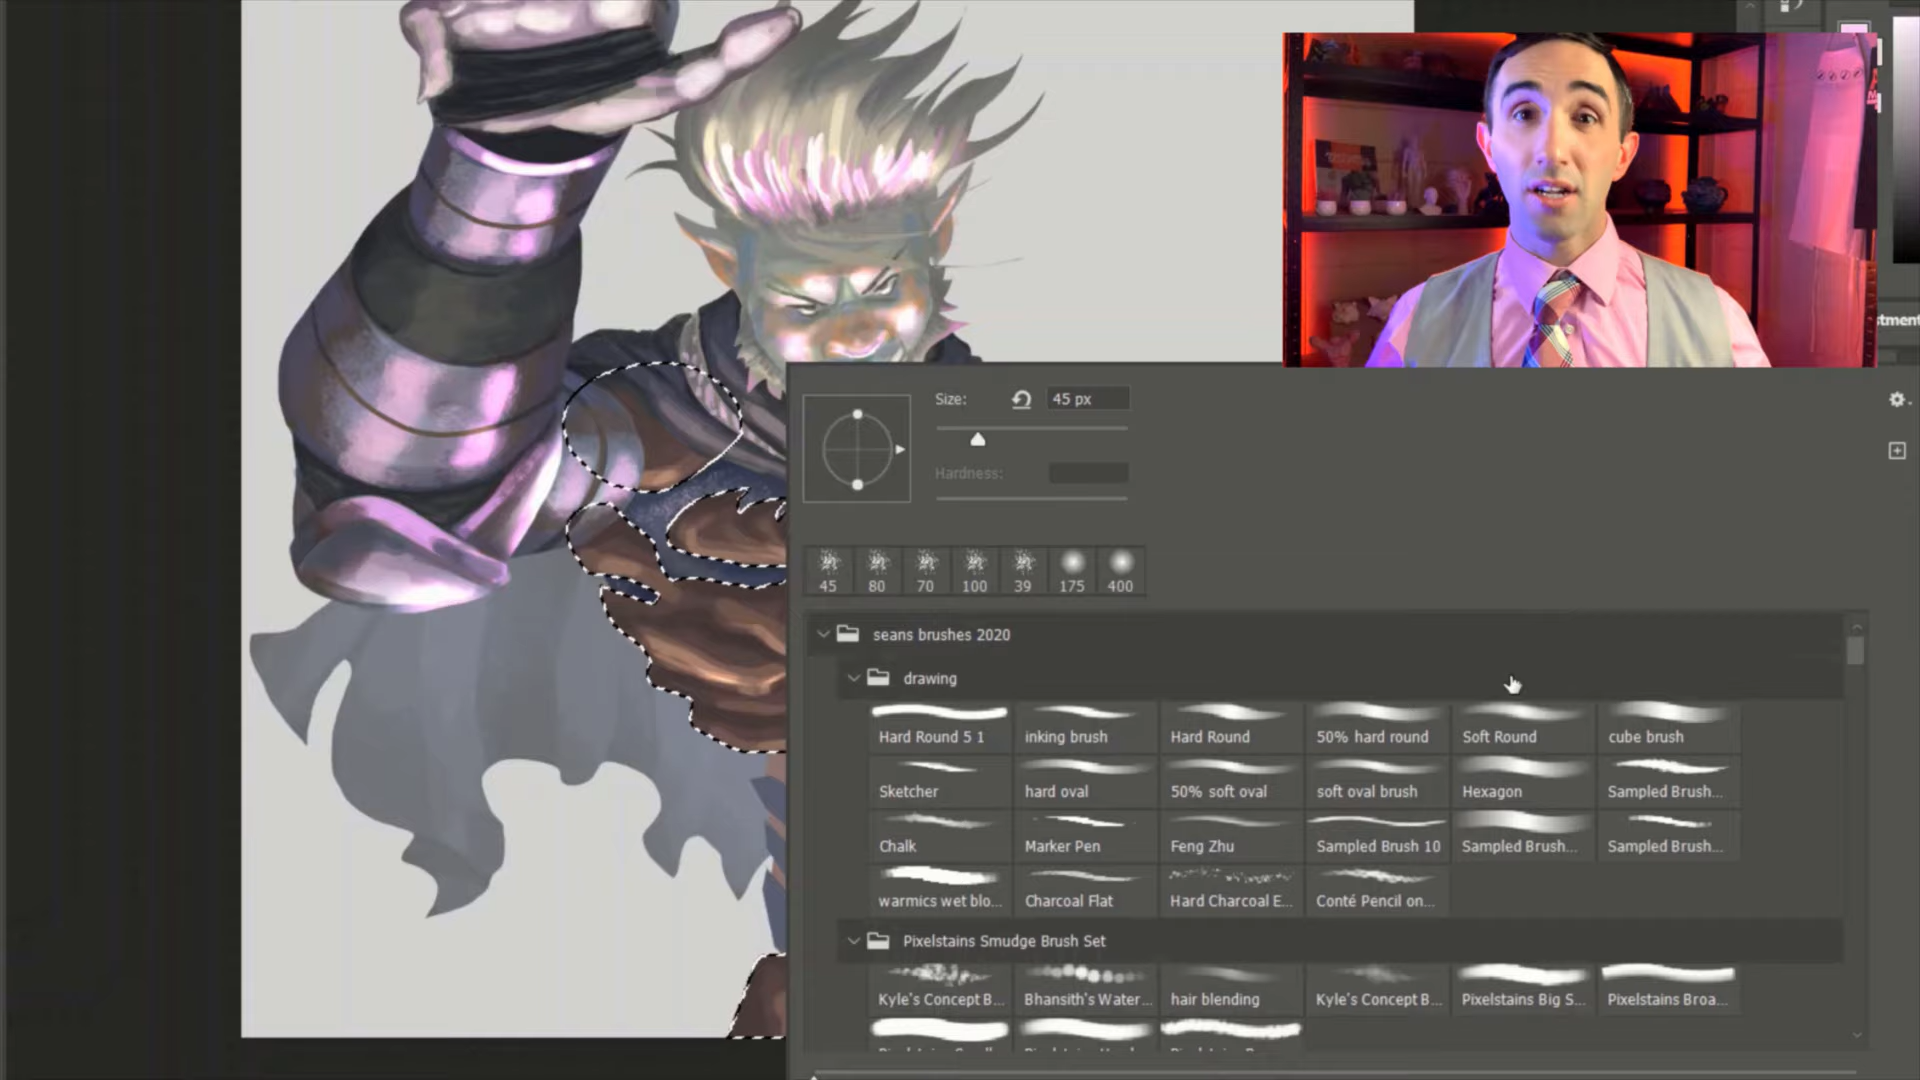 stment
Size:
45 px
Hardness:
45
80
70
100
39
175
400
seans brushes 2020
drawing
Hard Round 5 1
inking brush
Hard Round
50% hard round
Soft Round
cube brush
Sketcher
hard oval
50% soft oval
soft oval brush
Hexagon
Sampled Brush...
Chalk
Marker Pen
Feng Zhu
Sampled Brush 10
Sampled Brush...
Sampled Brush...
warmics wet blo...
Charcoal Flat
Hard Charcoal E...
Conté Pencil on...
Pixelstains Smudge Brush Set
Kyle's Concept B...
Bhansith's Water...
hair blending
Kyle's Concept B...
Pixelstains Big S...
Pixelstains Broa...